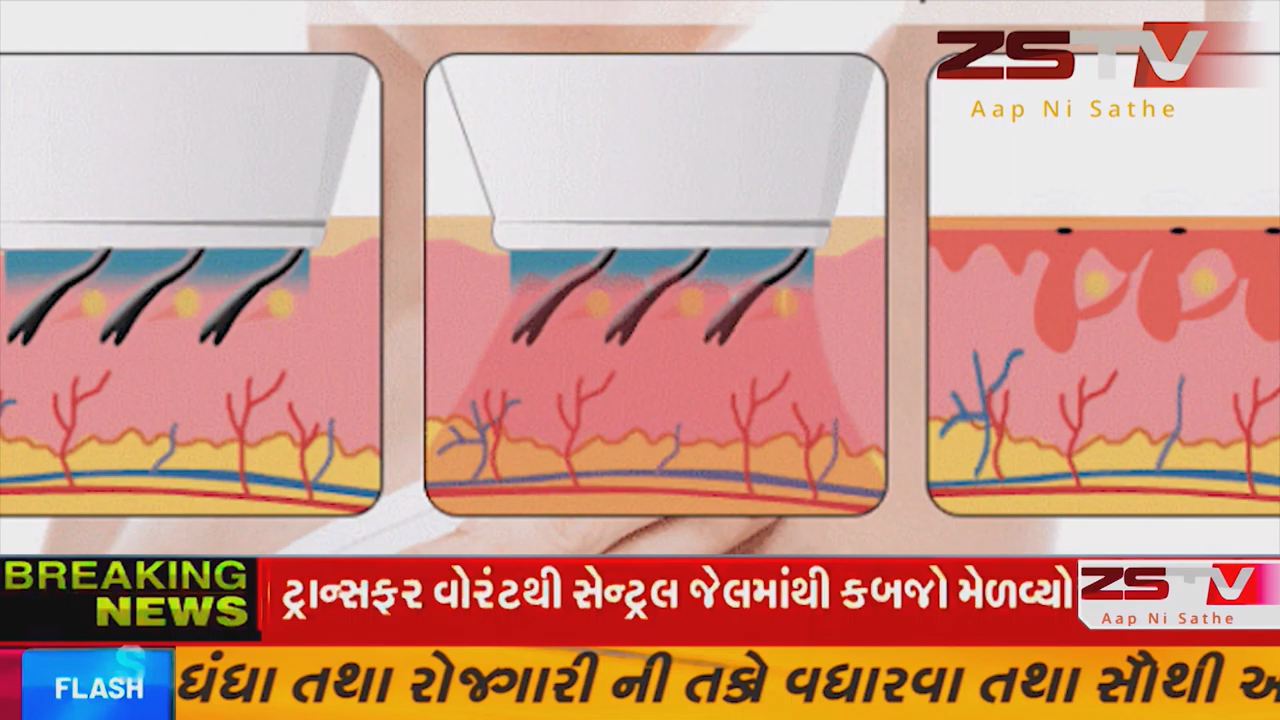 ZSTV
Aap Ni Sathe
BREAKING
NEWS
ટ્રાન્સફર વોરંટથી સેન્ટ્રલ જેલમાંથી કબજો મેળવ્યો
ZSTV
Aap Ni Sathe
FLASH
ધંધા તથા રોજગારી ની તકો વધારવા તથા સૌથી